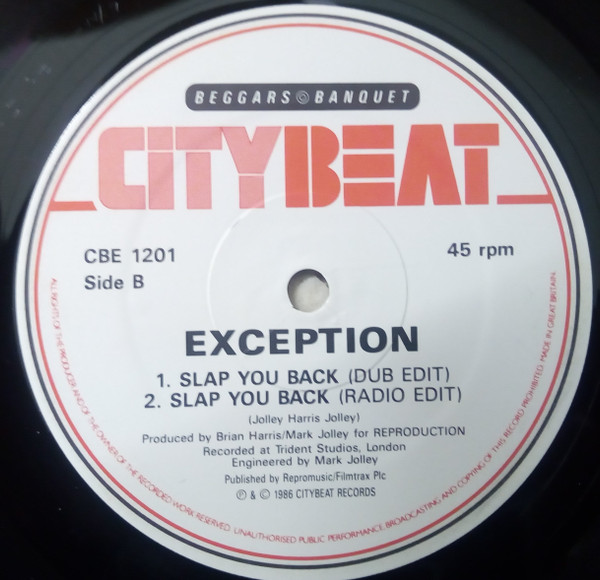 BEGGARS BANQUET
CITYBEAT
CBE 1201
45 rpm
Side B
EXCEPTION
1. SLAP YOU BACK (DUB EDIT)
2. SLAP YOU BACK (RADIO EDIT)
(Jolley Harris Jolley)
Produced by Brian Harris/Mark Jolley for REPRODUCTION
Recorded at Trident Studios, London
Engineered by Mark Jolley
Published by Repromusic/Filmtrax Plc
℗ & © 1986 CITYBEAT RECORDS
ALL RIGHTS OF THE PRODUCER AND OF THE OWNER OF THE RECORDED WORK RESERVED. UNAUTHORISED PUBLIC PERFORMANCE, BROADCASTING AND COPYING OF THIS RECORD PROHIBITED. MADE IN GREAT BRITAIN.